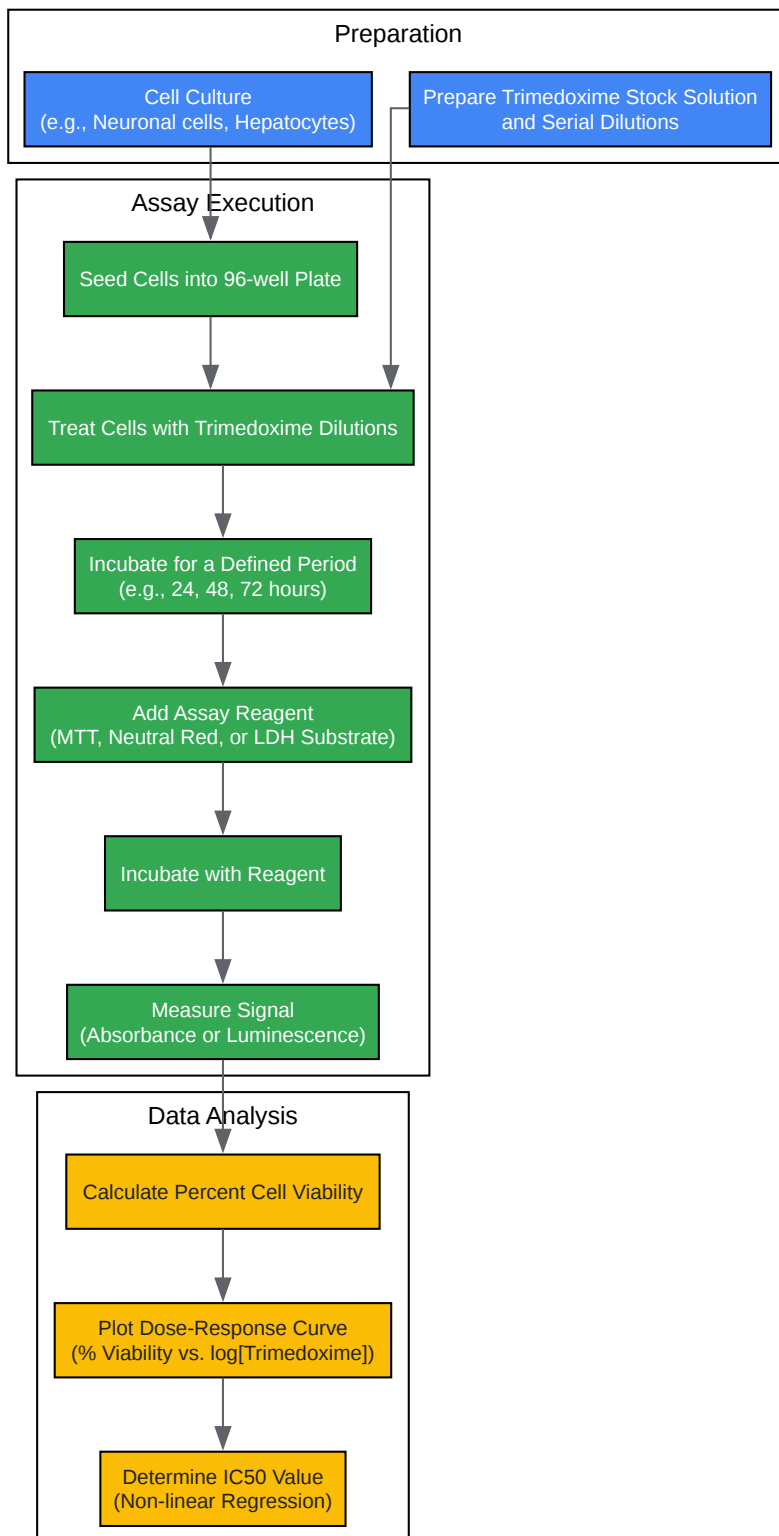 Preparation
Cell Culture
(e.g., Neuronal cells, Hepatocytes)
Prepare Trimedoxime Stock Solution
and Serial Dilutions
Assay Execution
Seed Cells into 96-well Plate
Treat Cells with Trimedoxime Dilutions
Incubate for a Defined Period
(e.g., 24, 48, 72 hours)
Add Assay Reagent
(MTT, Neutral Red, or LDH Substrate)
Incubate with Reagent
Measure Signal
(Absorbance or Luminescence)
Data Analysis
Calculate Percent Cell Viability
Plot Dose-Response Curve
(% Viability vs. log[Trimedoxime])
Determine IC50 Value
(Non-linear Regression)